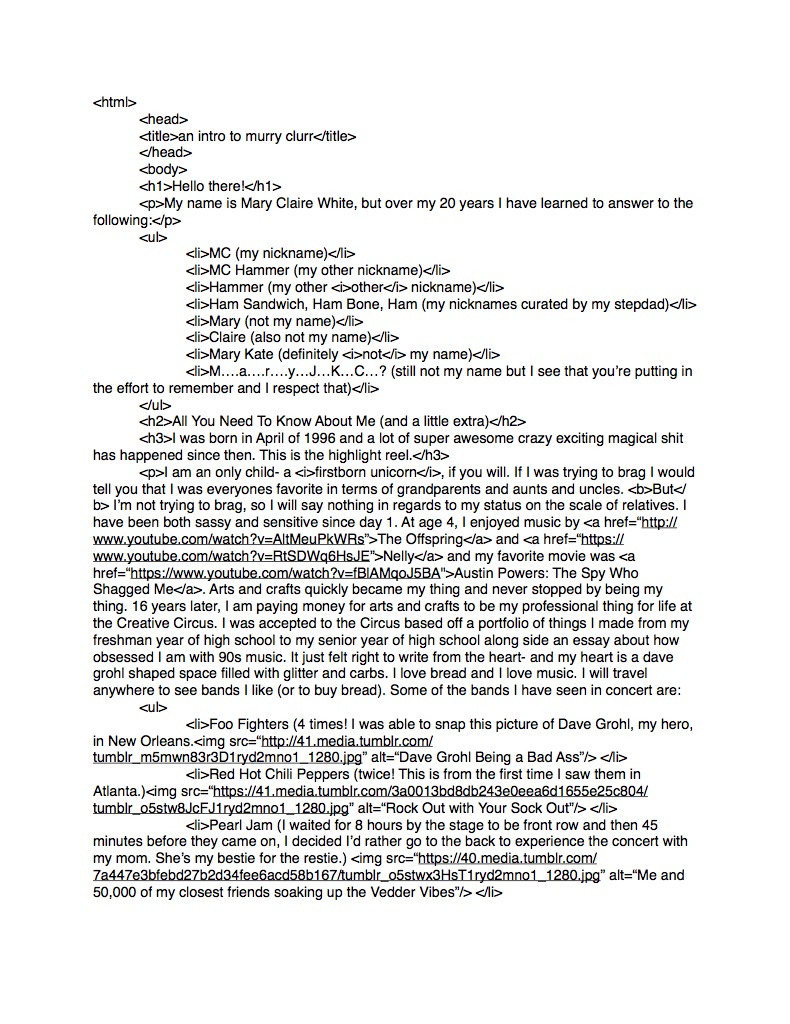 <html>
<head>
<title>an intro to murry clurr</title>
</head>
<body>
<h1>Hello there!</h1>
<p>My name is Mary Claire White, but over my 20 years I have learned to answer to the
following:</p>
<ul>
<li>MC (my nickname)</li>
<li>MC Hammer (my other nickname)</li>
<li>Hammer (my other <i>other</i> nickname)</li>
<li>Ham Sandwich, Ham Bone, Ham (my nicknames curated by my stepdad)</li>
<li>Mary (not my name)</li>
<li>Claire (also not my name)</li>
<li>Mary Kate (definitely <i>not</i> my name)</li>
<li>M….a….r….y…J…K…C…? (still not my name but I see that you’re putting in
the effort to remember and I respect that)</li>
</ul>
<h2>All You Need To Know About Me (and a little extra)</h2>
<h3>I was born in April of 1996 and a lot of super awesome crazy exciting magical shit
has happened since then. This is the highlight reel.</h3>
<p>I am an only child- a <i>firstborn unicorn</i>, if you will. If I was trying to brag I would
tell you that I was everyones favorite in terms of grandparents and aunts and uncles. <b>But</
b> I’m not trying to brag, so I will say nothing in regards to my status on the scale of relatives. I
have been both sassy and sensitive since day 1. At age 4, I enjoyed music by <a href=“http://
www.youtube.com/watch?v=AltMeuPkWRs”>The Offspring</a> and <a href=“https://
www.youtube.com/watch?v=RtSDWq6HsJE”>Nelly</a> and my favorite movie was <a
href=“https://www.youtube.com/watch?v=fBlAMqoJ5BA">Austin Powers: The Spy Who
Shagged Me</a>. Arts and crafts quickly became my thing and never stopped by being my
thing. 16 years later, I am paying money for arts and crafts to be my professional thing for life at
the Creative Circus. I was accepted to the Circus based off a portfolio of things I made from my
freshman year of high school to my senior year of high school along side an essay about how
obsessed I am with 90s music. It just felt right to write from the heart- and my heart is a dave
grohl shaped space filled with glitter and carbs. I love bread and I love music. I will travel
anywhere to see bands I like (or to buy bread). Some of the bands I have seen in concert are:
<ul>
<li>Foo Fighters (4 times! I was able to snap this picture of Dave Grohl, my hero,
in New Orleans.<img src=“http://41.media.tumblr.com/
tumblr_m5mwn83r3D1ryd2mno1_1280.jpg” alt=“Dave Grohl Being a Bad Ass”/> </li>
<li>Red Hot Chili Peppers (twice! This is from the first time I saw them in
Atlanta.)<img src=“https://41.media.tumblr.com/3a0013bd8db243e0eea6d1655e25c804/
tumblr_o5stw8JcFJ1ryd2mno1_1280.jpg” alt=“Rock Out with Your Sock Out”/> </li>
<li>Pearl Jam (I waited for 8 hours by the stage to be front row and then 45
minutes before they came on, I decided I’d rather go to the back to experience the concert with
my mom. She’s my bestie for the restie.) <img src=“https://40.media.tumblr.com/
7a447e3bfebd27b2d34fee6acd58b167/tumblr_o5stwx3HsT1ryd2mno1_1280.jpg” alt=“Me and
50,000 of my closest friends soaking up the Vedder Vibes”/> </li>